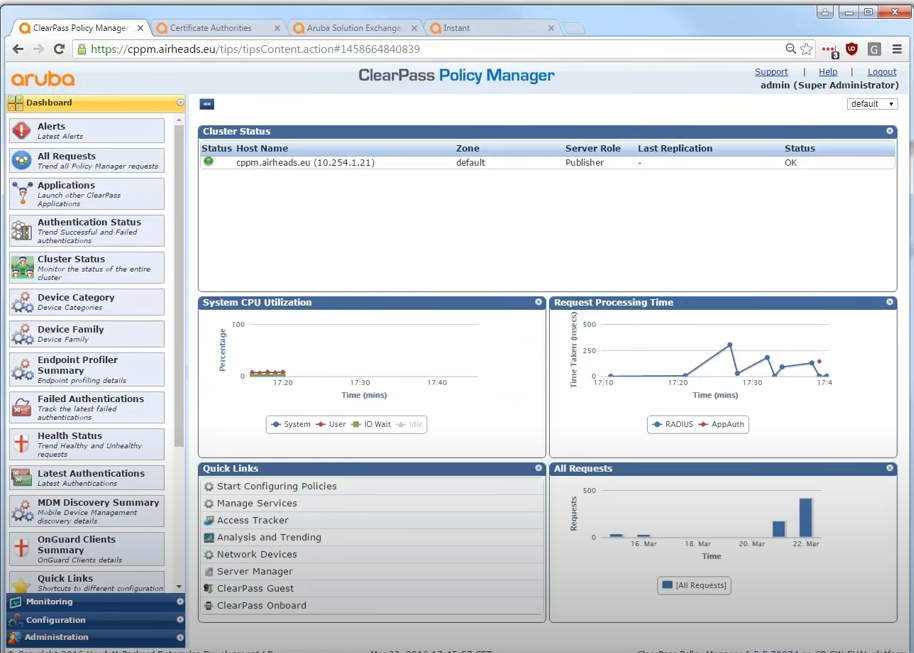 ClearPass Policy Manager
Certificate Authorities
Aruba Solution Exchange
Instant
https://cppm.airheads.eu/tips/tipsContent.action#1458664840839
3
aruba
ClearPass Policy Manager
Support | Help | Logout
admin (Super Administrator)
Dashboard
default
Alerts
Latest Alerts
All Requests
Trend all Policy Manager requests
Applications
Launch other ClearPass
Applications
Authentication Status
Trend Successful and Failed
authentications
Cluster Status
Monitor the status of the entire
cluster
Device Category
Device Categories
Device Family
Device Family
Endpoint Profiler
Summary
Endpoint profiling details
Failed Authentications
Track the latest failed
authentications
Health Status
Trend Healthy and Unhealthy
requests
Latest Authentications
Latest Authentications
MDM Discovery Summary
Mobile Device Management
discovery details
OnGuard Clients
Summary
OnGuard Clients details
Quick Links
Shortcuts to different configuration
Monitoring
Configuration
Administration
Cluster Status
Status Host Name Zone Server Role Last Replication Status
cppm.airheads.eu (10.254.1.21) default Publisher - OK
System CPU Utilization
Percentage
100
0
17:20 17:30 17:40
Time (mins)
System User IO Wait Idle
Request Processing Time
Time Taken (msecs)
500
250
0
17:10 17:20 17:30 17:4
Time (mins)
RADIUS AppAuth
Quick Links
Start Configuring Policies
Manage Services
Access Tracker
Analysis and Trending
Network Devices
Server Manager
ClearPass Guest
ClearPass Onboard
All Requests
Requests
500
0
16. Mar 18. Mar 20. Mar 22. Mar
Time
[All Requests]